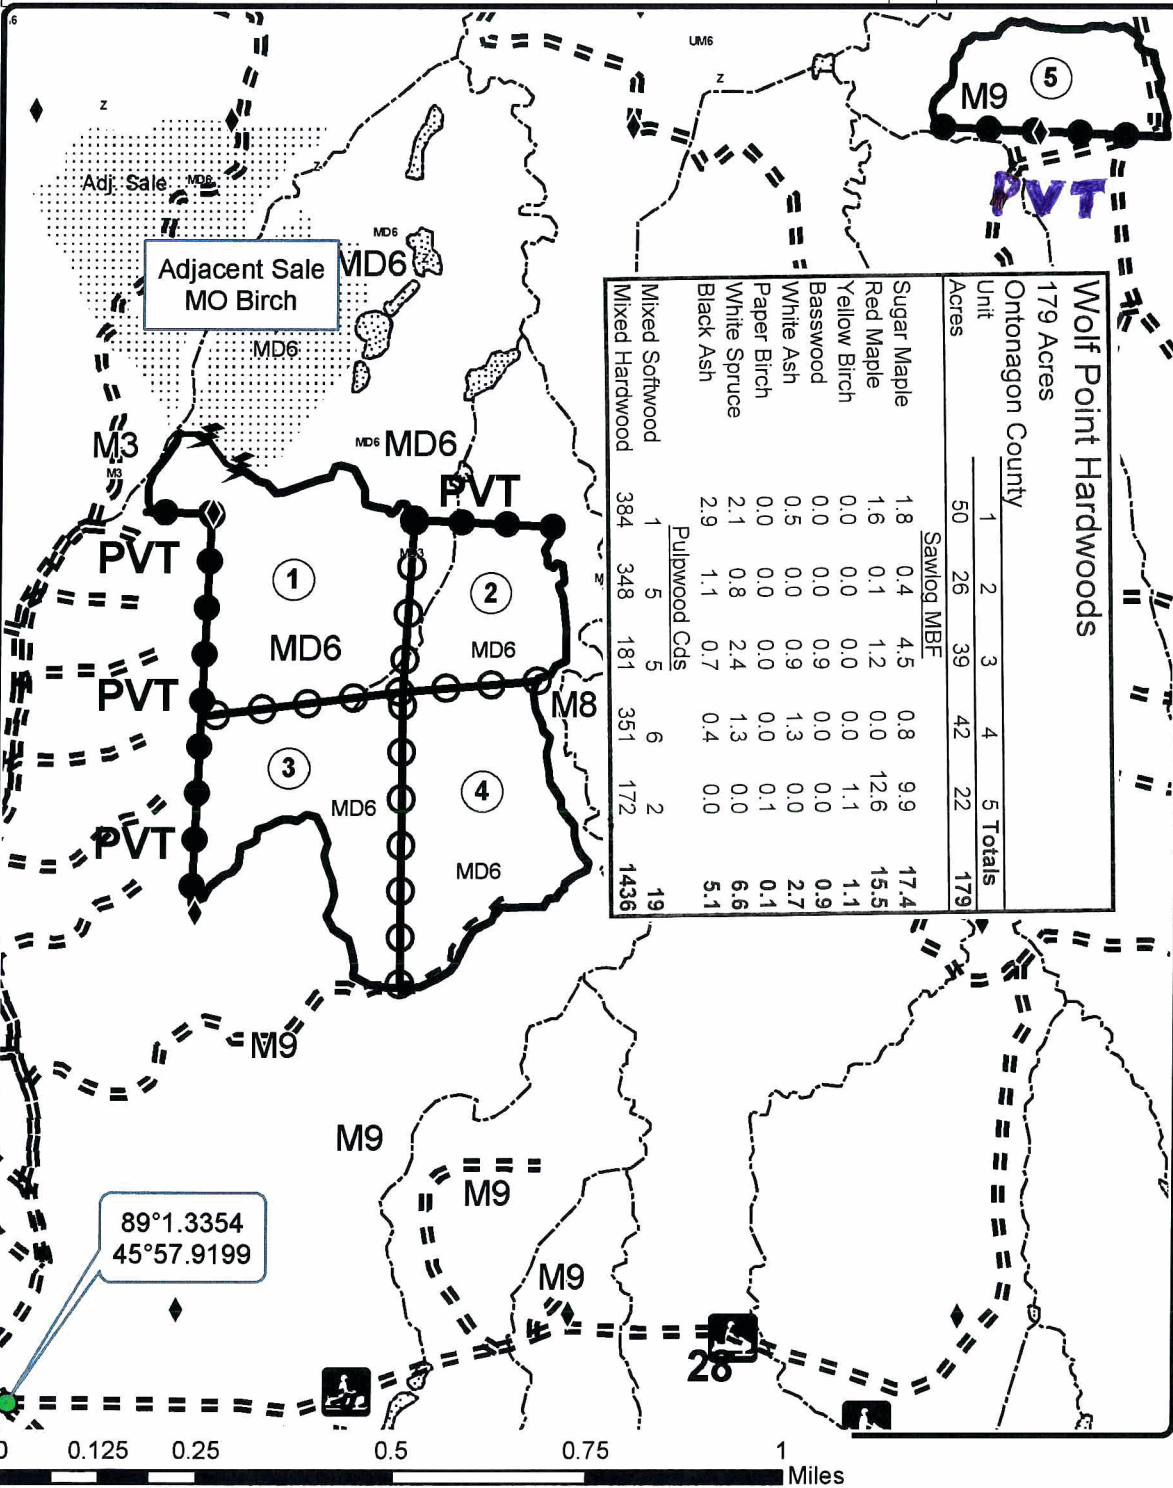 UM6
z
z
z
M9
5
PVT
Adj. Sale
MD6
Adjacent Sale
MO Birch
MD6
MD6
MD6
M3
M3
MD6
MD6
PVT
PVT
1
2
MD6
MD6
PVT
M8
3
4
MD6
MD6
PVT
Wolf Point Hardwoods
179 Acres
Ontonagon County
Unit 1 2 3 4 5 Totals
Acres 50 26 39 42 22 179
Sawlog MBF
Sugar Maple 1.8 0.4 4.5 0.8 9.9 17.4
Red Maple 1.6 0.1 1.2 0.0 12.6 15.5
Yellow Birch 0.0 0.0 0.0 0.0 1.1 1.1
Basswood 0.0 0.0 0.9 0.0 0.0 0.9
White Ash 0.5 0.0 0.9 1.3 0.0 2.7
Paper Birch 0.0 0.0 0.0 0.0 0.1 0.1
White Spruce 2.1 0.8 2.4 1.3 0.0 6.6
Black Ash 2.9 1.1 0.7 0.4 0.0 5.1
Pulpwood Cds
Mixed Softwood 1 5 5 6 2 19
Mixed Hardwood 384 348 181 351 172 1436
M9
M9
M9
M9
89°1.3354
45°57.9199
28
0 0.125 0.25 0.5 0.75 1
Miles